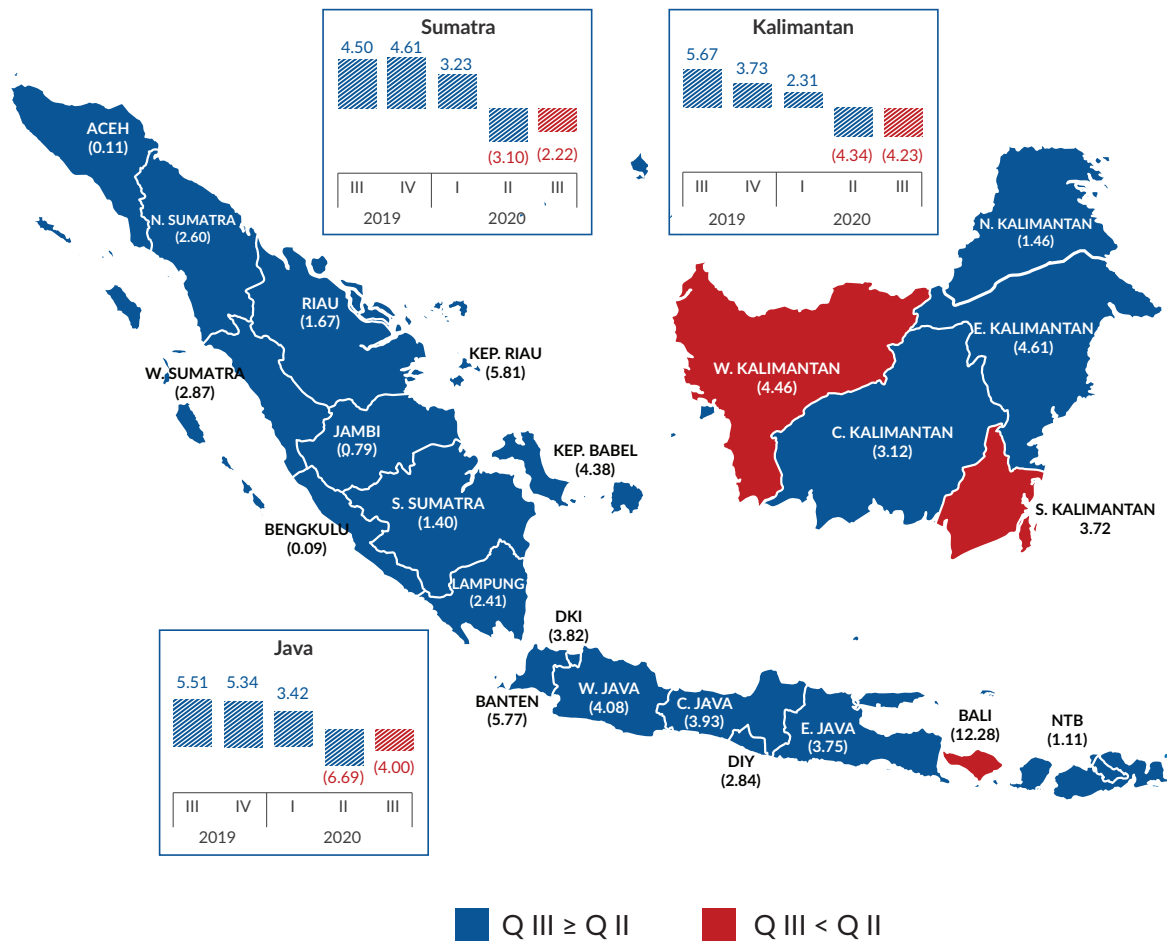 Sumatra
4.50 4.61 3.23
(3.10) (2.22)
III IV I II III
2019 2020
Kalimantan
5.67 3.73 2.31
(4.34) (4.23)
III IV I II III
2019 2020
ACEH
(0.11)
N. SUMATRA
(2.60)
RIAU
(1.67)
KEP. RIAU
(5.81)
W. SUMATRA
(2.87)
JAMBI
(0.79)
KEP. BABEL
(4.38)
S. SUMATRA
(1.40)
BENGKULU
(0.09)
LAMPUNG
(2.41)
N. KALIMANTAN
(1.46)
E. KALIMANTAN
(4.61)
W. KALIMANTAN
(4.46)
C. KALIMANTAN
(3.12)
S. KALIMANTAN
3.72
Java
5.51 5.34 3.42
(6.69) (4.00)
III IV I II III
2019 2020
DKI
(3.82)
BANTEN
(5.77)
W. JAVA
(4.08)
C. JAVA
(3.93)
DIY
(2.84)
E. JAVA
(3.75)
BALI
(12.28)
NTB
(1.11)
Q III ≥ Q II
Q III < Q II